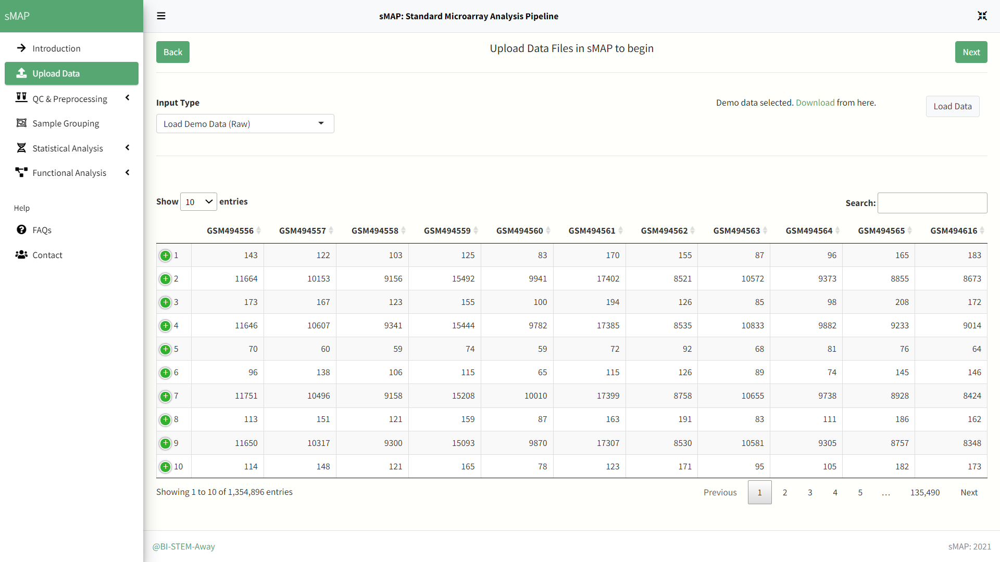 sMAP
sMAP: Standard Microarray Analysis Pipeline
Introduction
Upload Data
QC & Preprocessing
Sample Grouping
Statistical Analysis
Functional Analysis
Help
FAQs
Contact
Back
Upload Data Files in sMAP to begin
Next
Input Type
Load Demo Data (Raw)
Demo data selected. Download from here.
Load Data
Show 10 entries
Search:
GSM494556 GSM494557 GSM494558 GSM494559 GSM494560 GSM494561 GSM494562 GSM494563 GSM494564 GSM494565 GSM494616
1 143 122 103 125 83 170 155 87 96 165 183
2 11664 10153 9156 15492 9941 17402 8521 10572 9373 8855 8673
3 173 167 123 155 100 194 126 85 98 208 172
4 11646 10607 9341 15444 9782 17385 8535 10833 9882 9233 9014
5 70 60 59 74 59 72 92 68 81 76 64
6 96 138 106 115 65 115 126 89 74 145 146
7 11751 10496 9158 15208 10010 17399 8758 10655 9738 8928 8424
8 113 151 121 159 87 163 191 83 111 186 162
9 11650 10317 9300 15093 9870 17307 8530 10581 9305 8757 8348
10 114 148 121 165 78 123 171 95 105 182 173
Showing 1 to 10 of 1,354,896 entries
Previous 1 2 3 4 5 … 135,490 Next
@BI-STEM-Away
sMAP: 2021